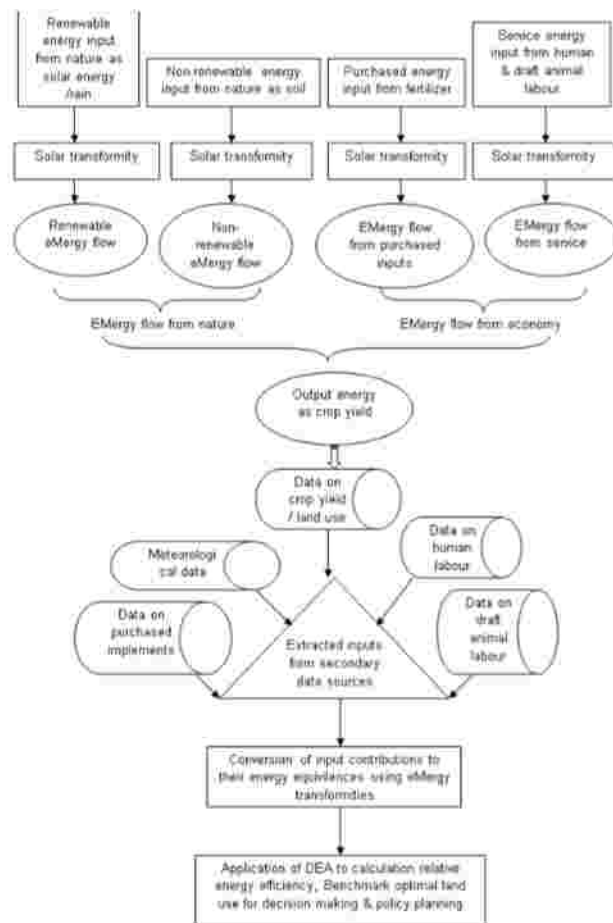 Renewable
energy input
from nature as
solar energy
/rain
Non-renewable energy
input from nature as soil
Purchased energy
input from fertilizer
Service energy
input from human
& draft animal
labour
Solar transformity
Solar transformity
Solar transformity
Solar transformity
Renewable
eMergy flow
Non-
renewable
eMergy flow
EMergy flow
from purchased
inputs
EMergy flow
from service
EMergy flow from nature
EMergy flow from economy
Output energy
as crop yield
Data on
crop yield
/ land use
Meteorologi
cal data
Data on
human
labour
Data on
purchased
implements
Data on
draft
animal
labour
Extracted inputs
from secondary
data sources
Conversion of input contributions to
their energy equivilences using eMergy
transformities
Application of DEA to calculation relative
energy efficiency, Benchmark optimal land
use for decision making & policy planning